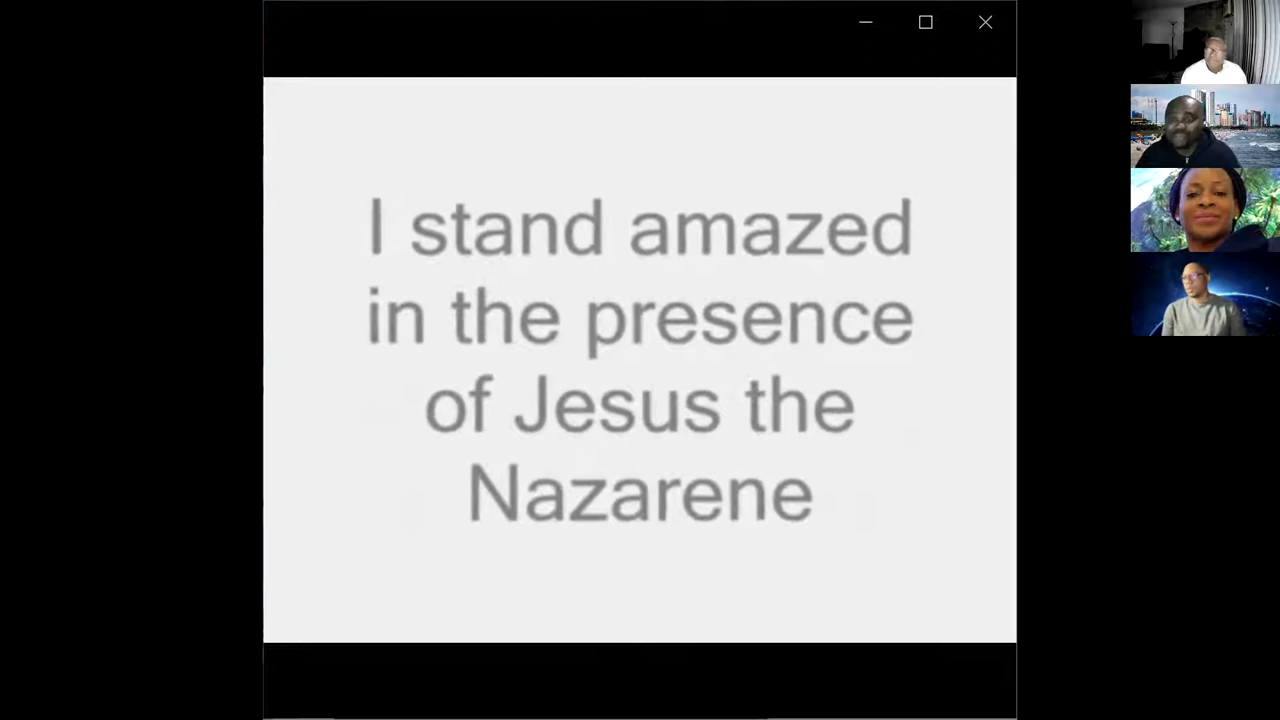 I stand amazed
in the presence
of Jesus the
Nazarene